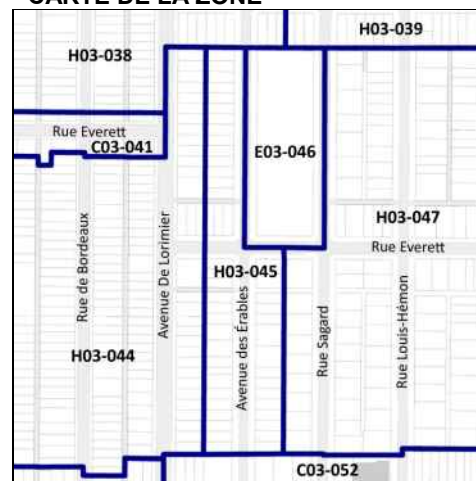 CARTE DE LA ZONE
H03-039
H03-038
Rue Everett
C03-041
E03-046
H03-047
Rue Everett
H03-045
Rue de Bordeaux
Avenue De Lorimier
Avenue des Érables
Rue Sagard
Rue Louis-Hémon
H03-044
C03-052